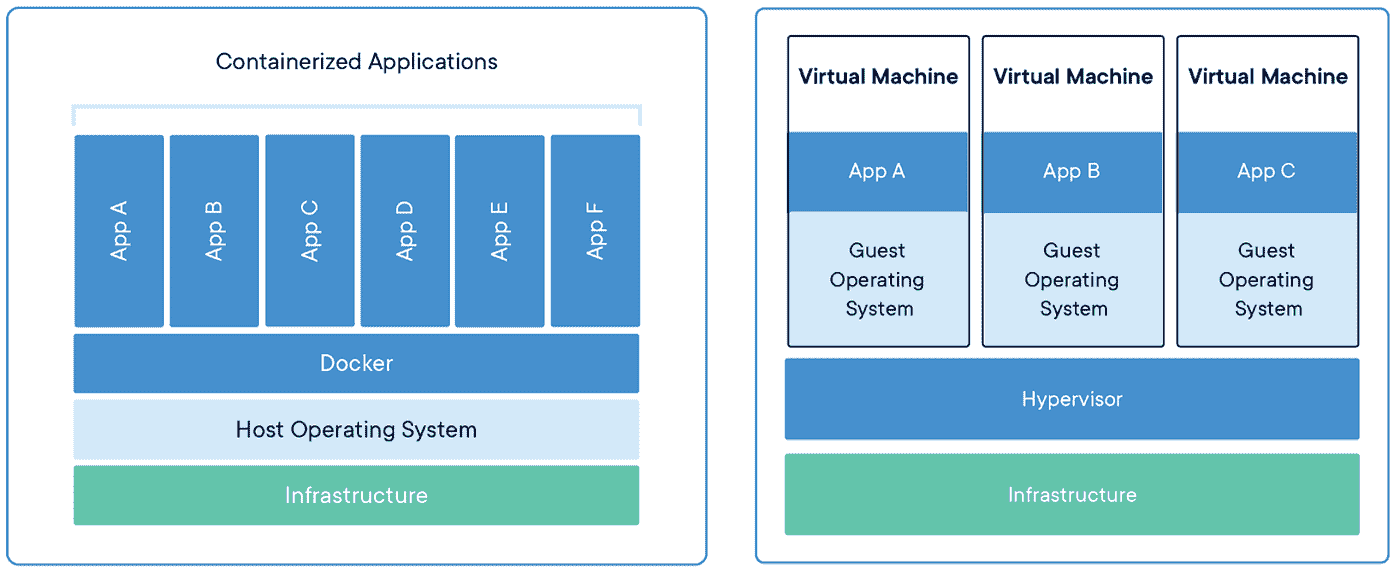 Containerized Applications
App A
App B
App C
App D
App E
App F
Docker
Host Operating System
Infrastructure
Virtual Machine
App A
Guest
Operating
System
Virtual Machine
App B
Guest
Operating
System
Virtual Machine
App C
Guest
Operating
System
Hypervisor
Infrastructure